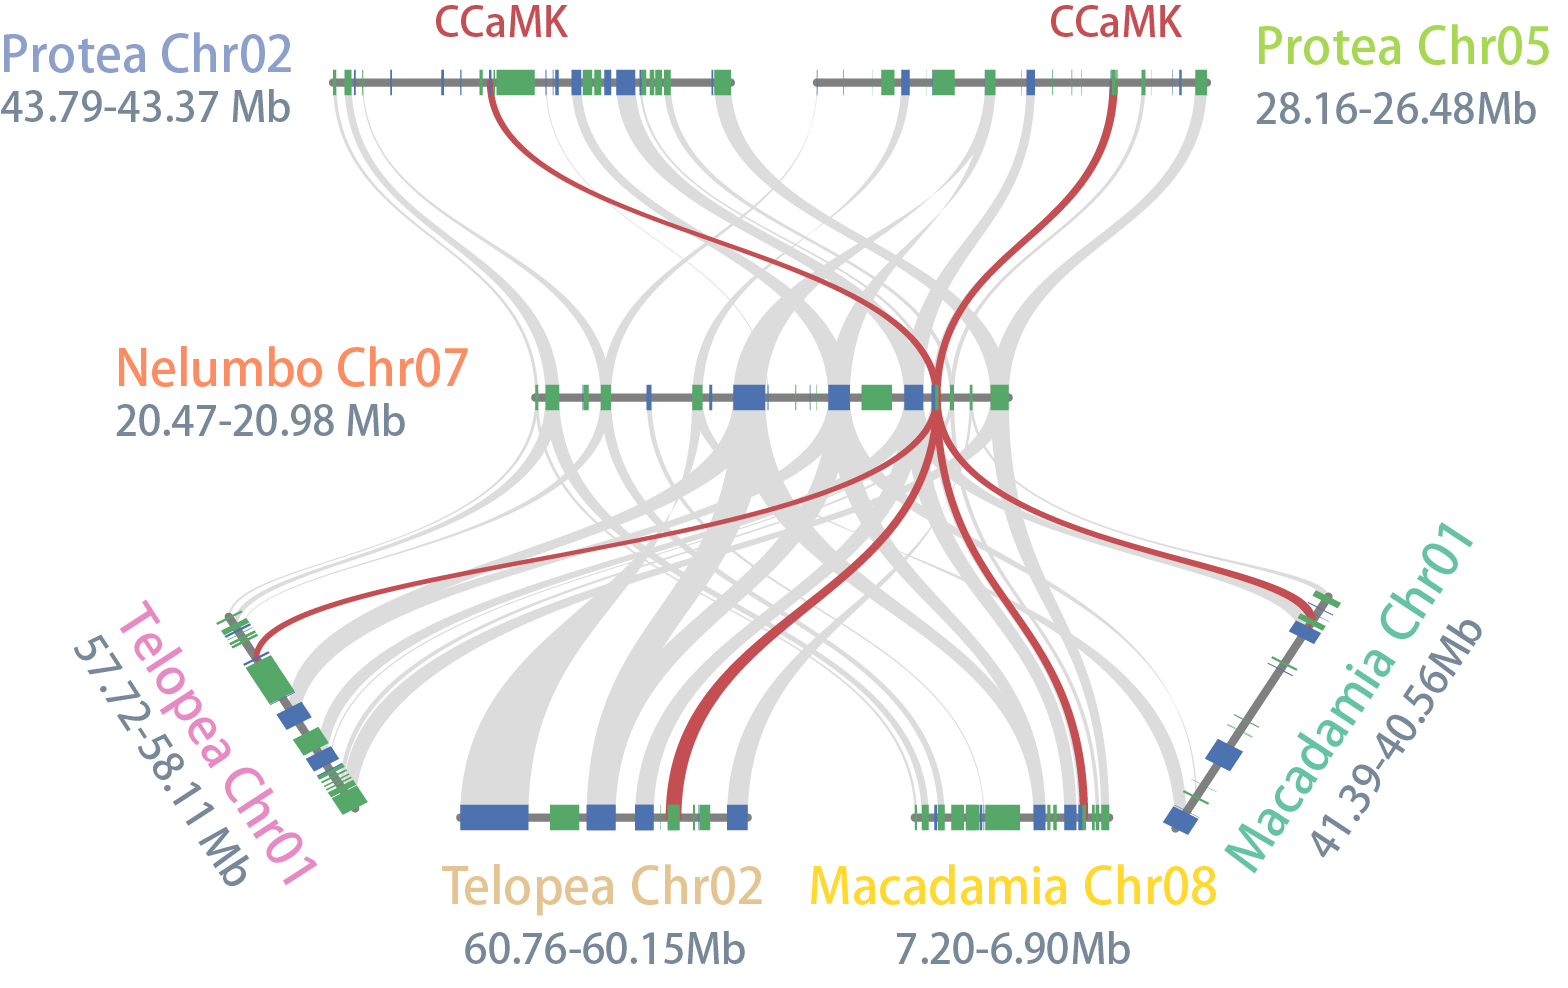 CCaMK
CCaMK
Protea Chr02
43.79-43.37 Mb
Protea Chr05
28.16-26.48Mb
Nelumbo Chr07
20.47-20.98 Mb
Telopea Chr01
57.72-58.11 Mb
Telopea Chr02
60.76-60.15Mb
Macadamia Chr08
7.20-6.90Mb
Macadamia Chr01
41.39-40.56Mb